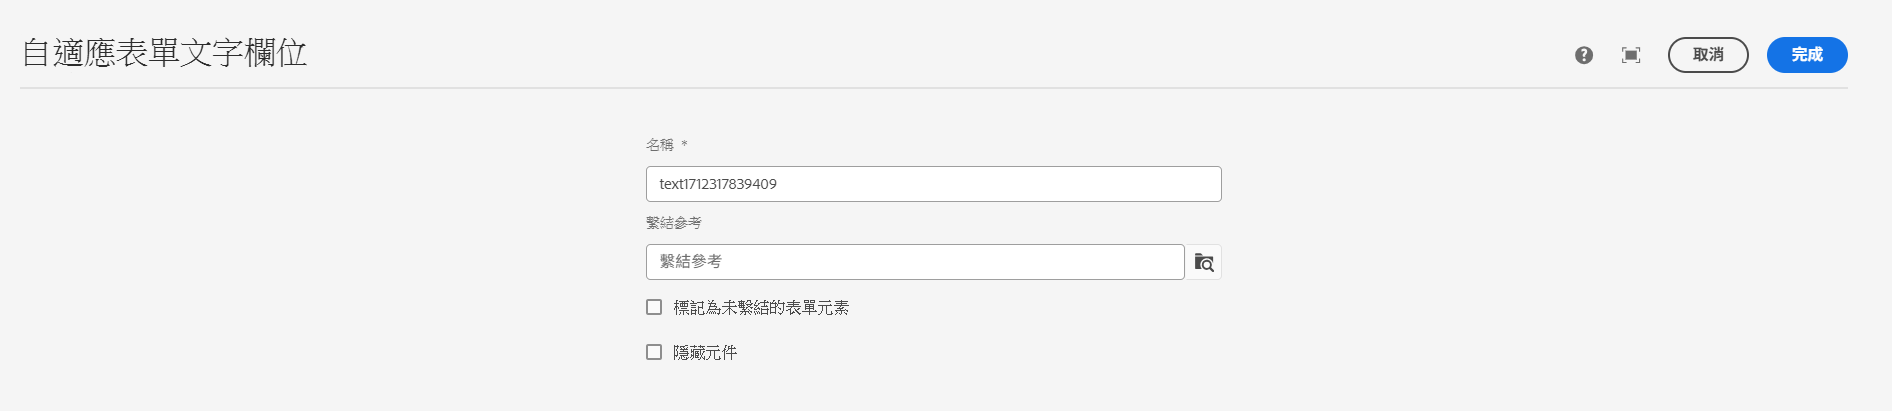 自適應表單文字欄位
取消
完成
名稱 *
text1712317839409
繫結參考
繫結參考
標記為未繫結的表單元素
隱藏元件